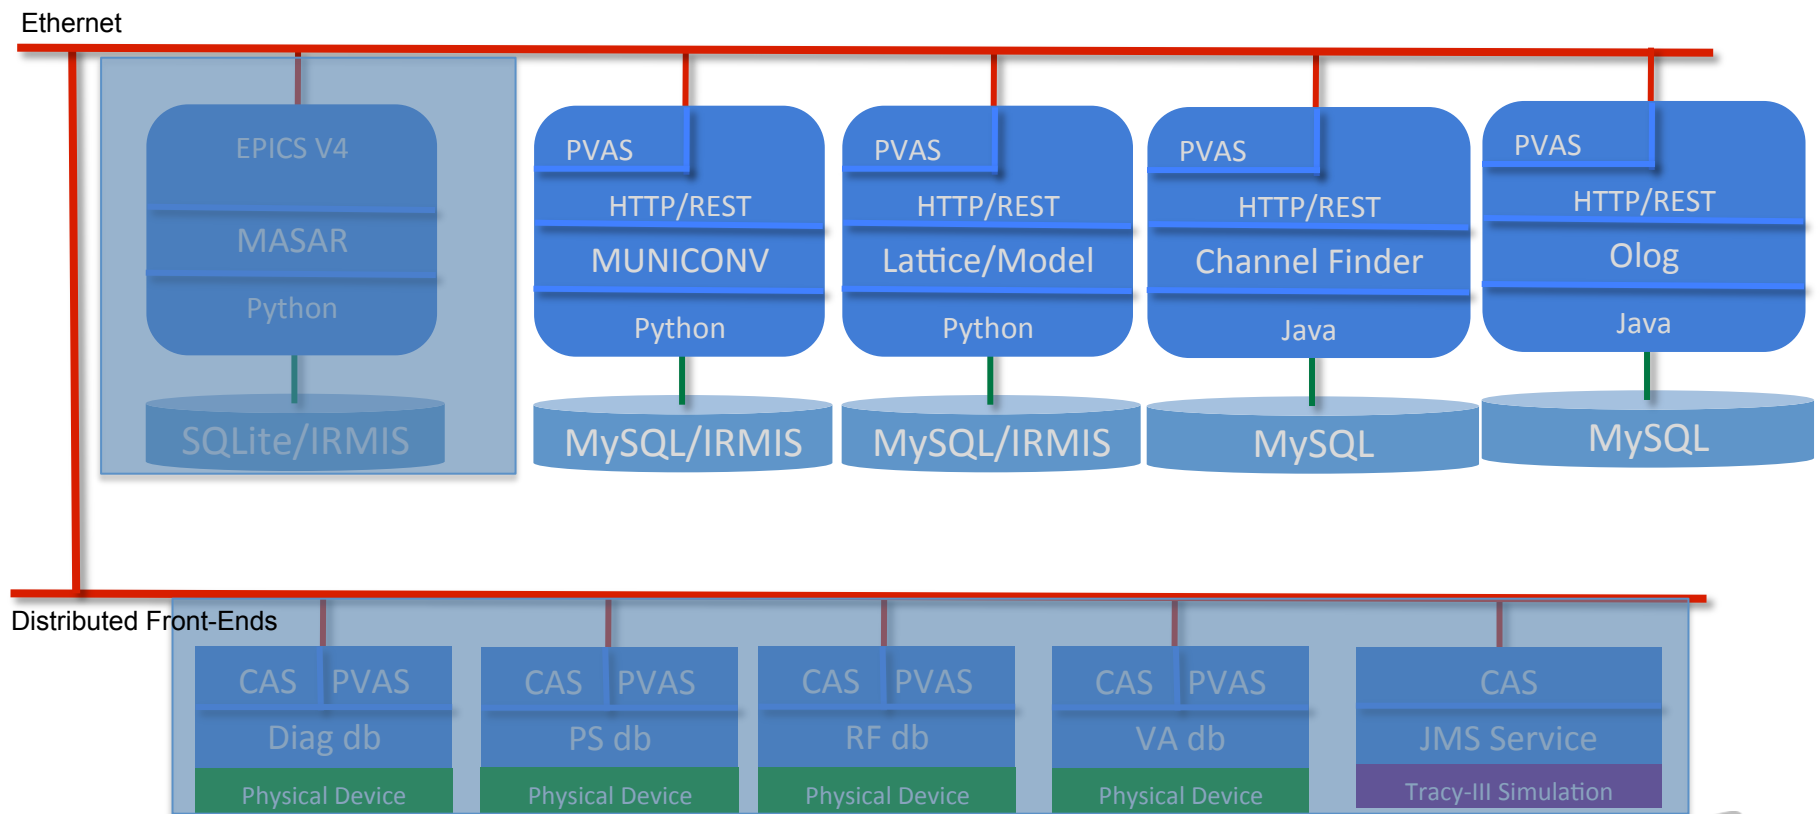 Ethernet
EPICS V4
MASAR
Python
SQLite/IRMIS
PVAS
HTTP/REST
MUNICONV
Python
MySQL/IRMIS
PVAS
HTTP/REST
Lattice/Model
Python
MySQL/IRMIS
PVAS
HTTP/REST
Channel Finder
Java
MySQL
PVAS
HTTP/REST
Olog
Java
MySQL
Distributed Front-Ends
CAS PVAS
Diag db
Physical Device
CAS PVAS
PS db
Physical Device
CAS PVAS
RF db
Physical Device
CAS PVAS
VA db
Physical Device
CAS
JMS Service
Tracy-III Simulation